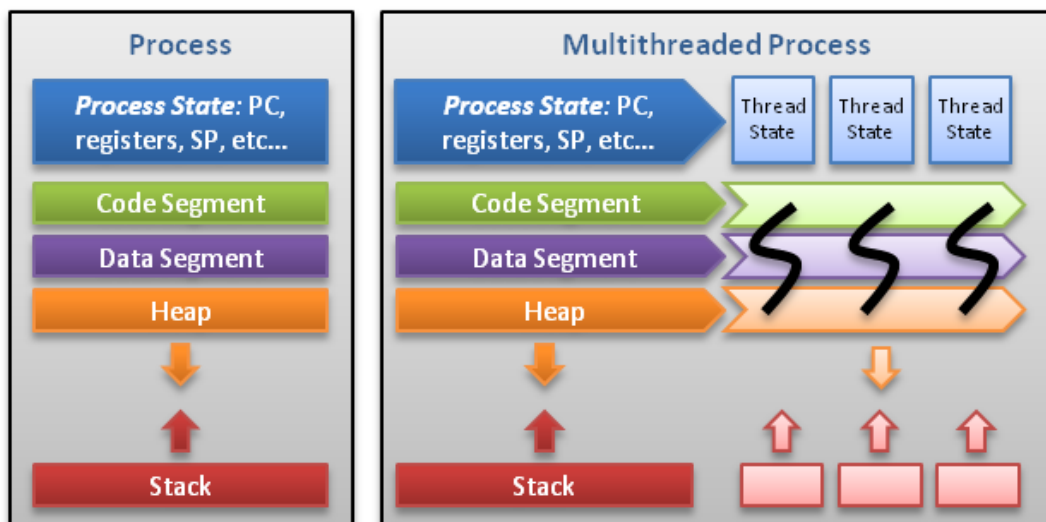 Process
Process State: PC,
registers, SP, etc...
Code Segment
Data Segment
Heap
Stack
Multithreaded Process
Process State: PC,
registers, SP, etc...
Thread
State
Thread
State
Thread
State
Code Segment
Data Segment
Heap
Stack